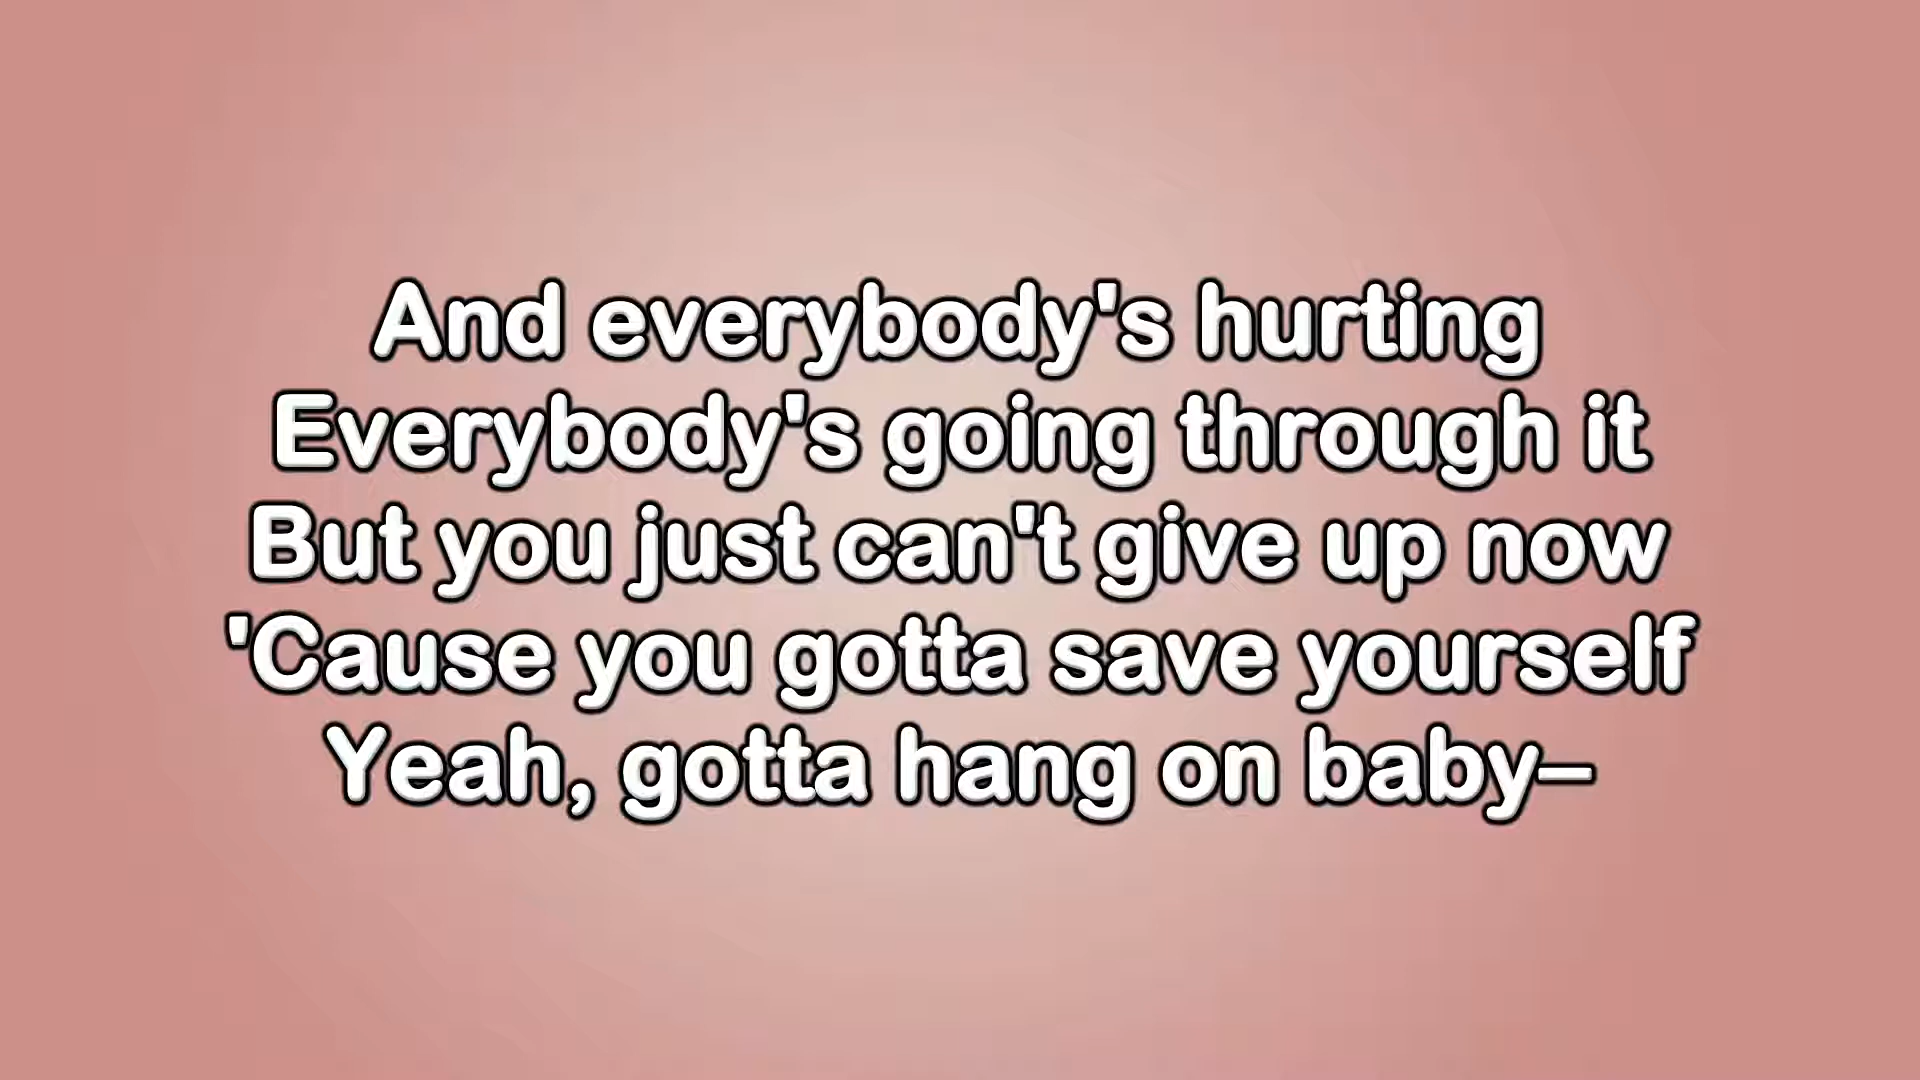 And everybody's hurting
Everybody's going through it
But you just can't give up now
'Cause you gotta save yourself
Yeah, gotta hang on baby–